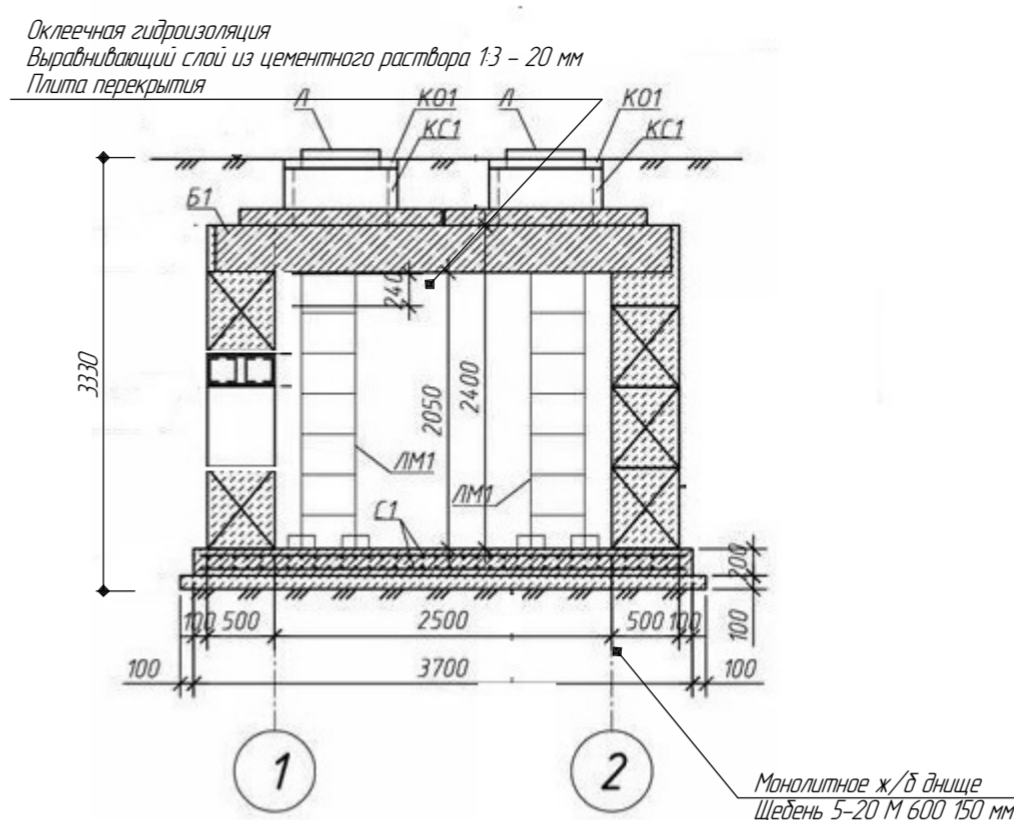 Оклеечная гидроизоляция
Выравнивающий слой из цементного раствора 1:3 – 20 мм
Плита перекрытия
Л КО1 Л КО1
КС1 КС1
Б1
240
3330
2050 2400
ЛМ1 ЛМ1
С1
200
100 500 2500 500 100 100
100 3700 100
1 2
Монолитное ж/б днище
Щебень 5-20 М 600 150 мм